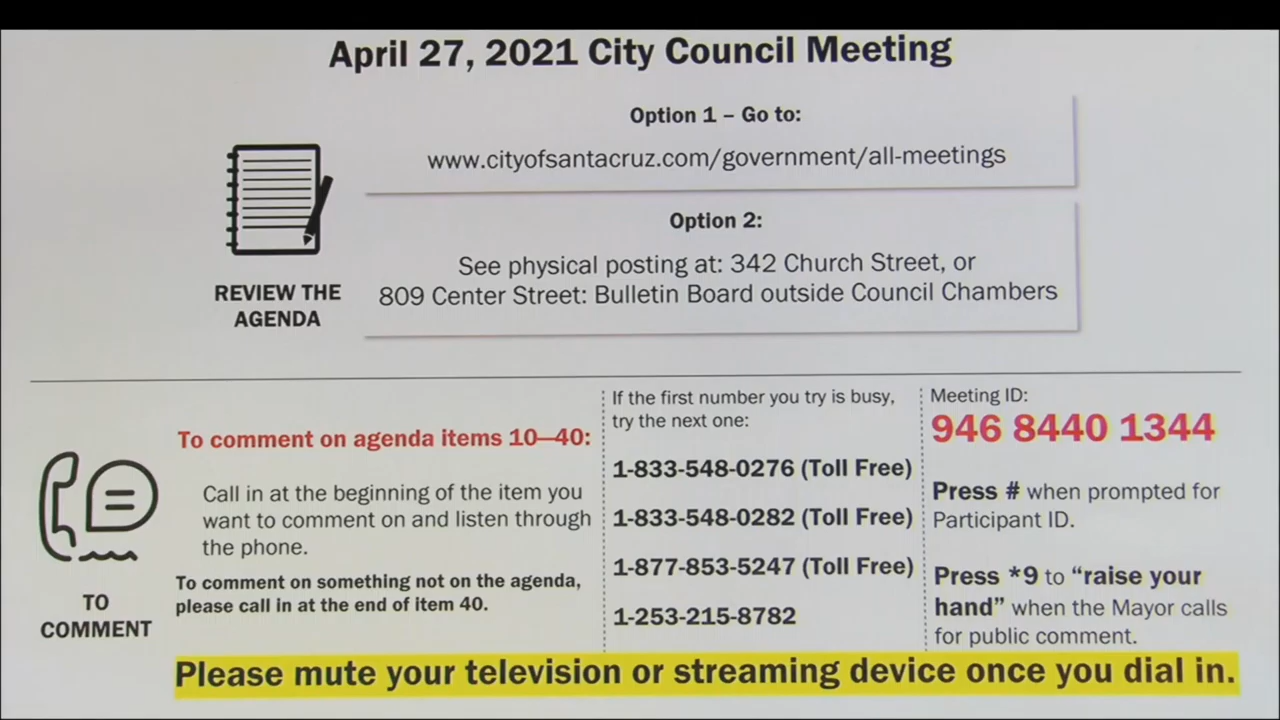 April 27, 2021 City Council Meeting
Option 1 – Go to:
www.cityofsantacruz.com/government/all-meetings
Option 2:
See physical posting at: 342 Church Street, or
809 Center Street: Bulletin Board outside Council Chambers
REVIEW THE
AGENDA
To comment on agenda items 10—40:
Call in at the beginning of the item you
want to comment on and listen through
the phone.
To comment on something not on the agenda,
please call in at the end of item 40.
TO
COMMENT
If the first number you try is busy,
try the next one:
1-833-548-0276 (Toll Free)
1-833-548-0282 (Toll Free)
1-877-853-5247 (Toll Free)
1-253-215-8782
Meeting ID:
946 8440 1344
Press # when prompted for
Participant ID.
Press *9 to “raise your
hand” when the Mayor calls
for public comment.
Please mute your television or streaming device once you dial in.